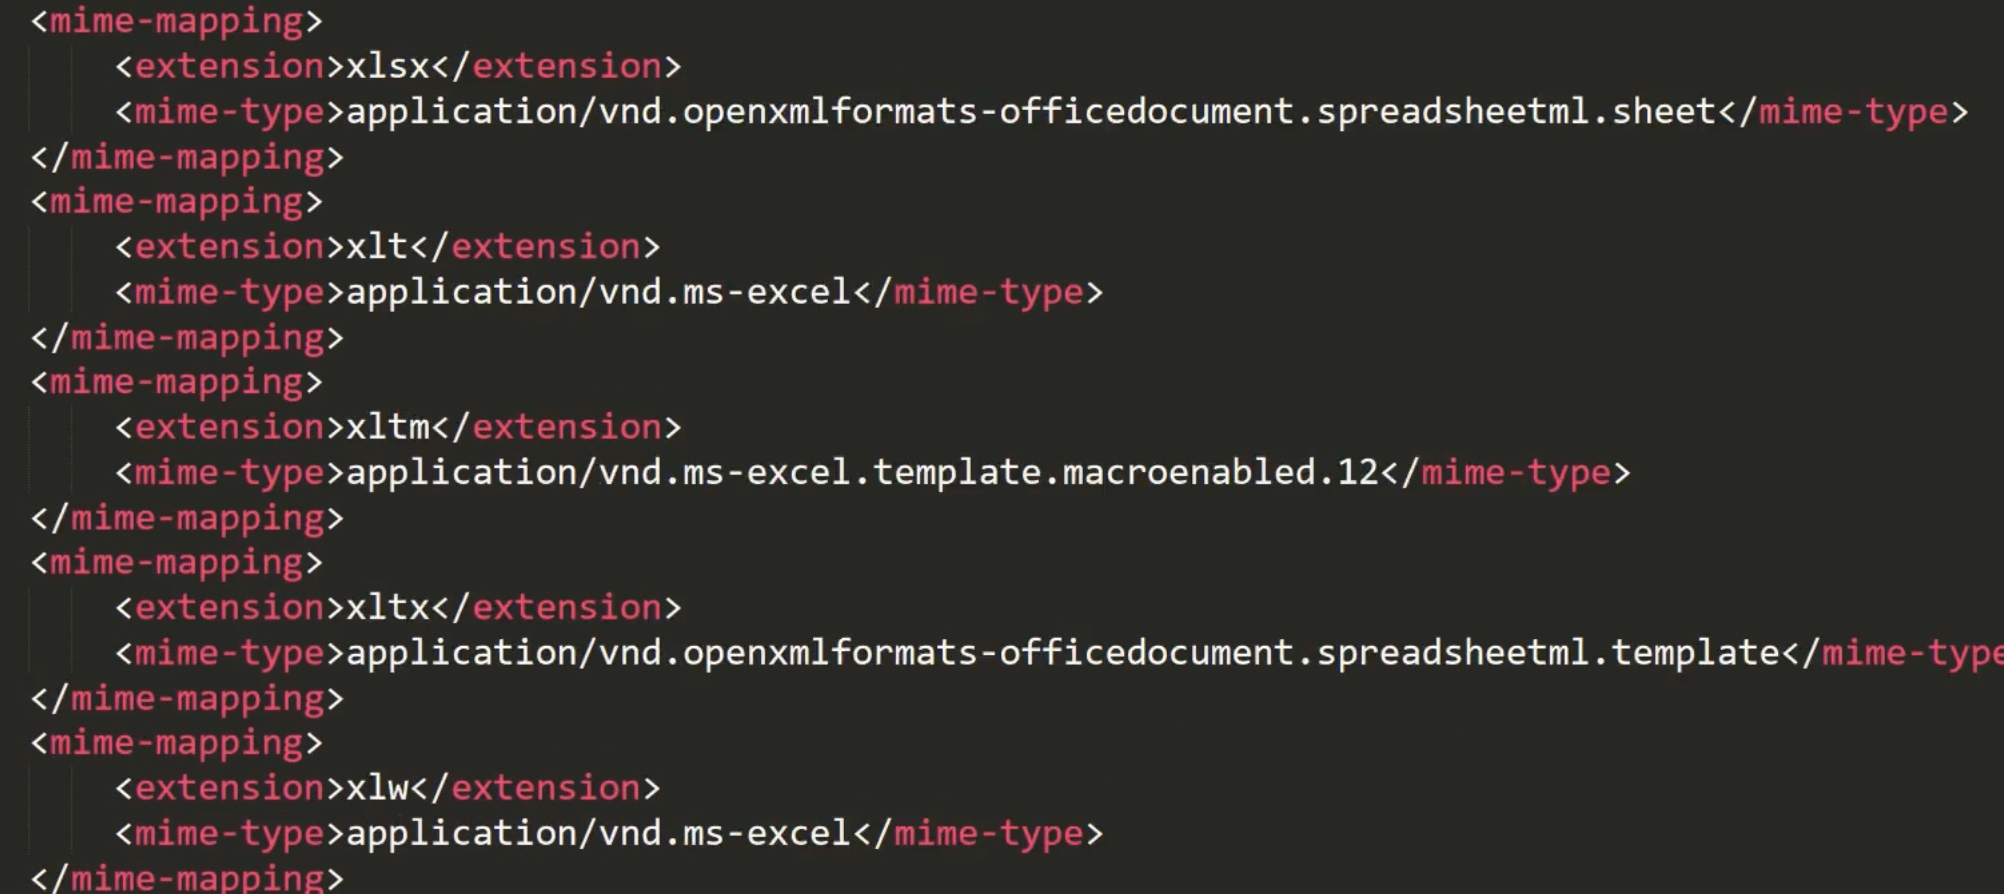 <mime-mapping>
<extension>xlsx</extension>
<mime-type>application/vnd.openxmlformats-officedocument.spreadsheetml.sheet</mime-type>
</mime-mapping>
<mime-mapping>
<extension>xlt</extension>
<mime-type>application/vnd.ms-excel</mime-type>
</mime-mapping>
<mime-mapping>
<extension>xltm</extension>
<mime-type>application/vnd.ms-excel.template.macroenabled.12</mime-type>
</mime-mapping>
<mime-mapping>
<extension>xltx</extension>
<mime-type>application/vnd.openxmlformats-officedocument.spreadsheetml.template</mime-type
</mime-mapping>
<mime-mapping>
<extension>xlw</extension>
<mime-type>application/vnd.ms-excel</mime-type>
</mime-mapping>